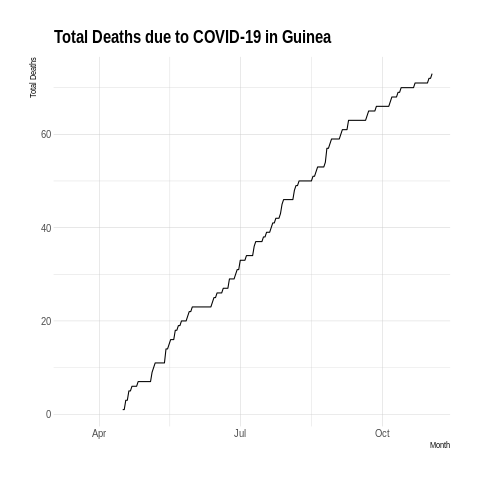 Total Deaths due to COVID-19 in Guinea
Total Deaths
60
40
20
0
Apr Jul Oct
Month